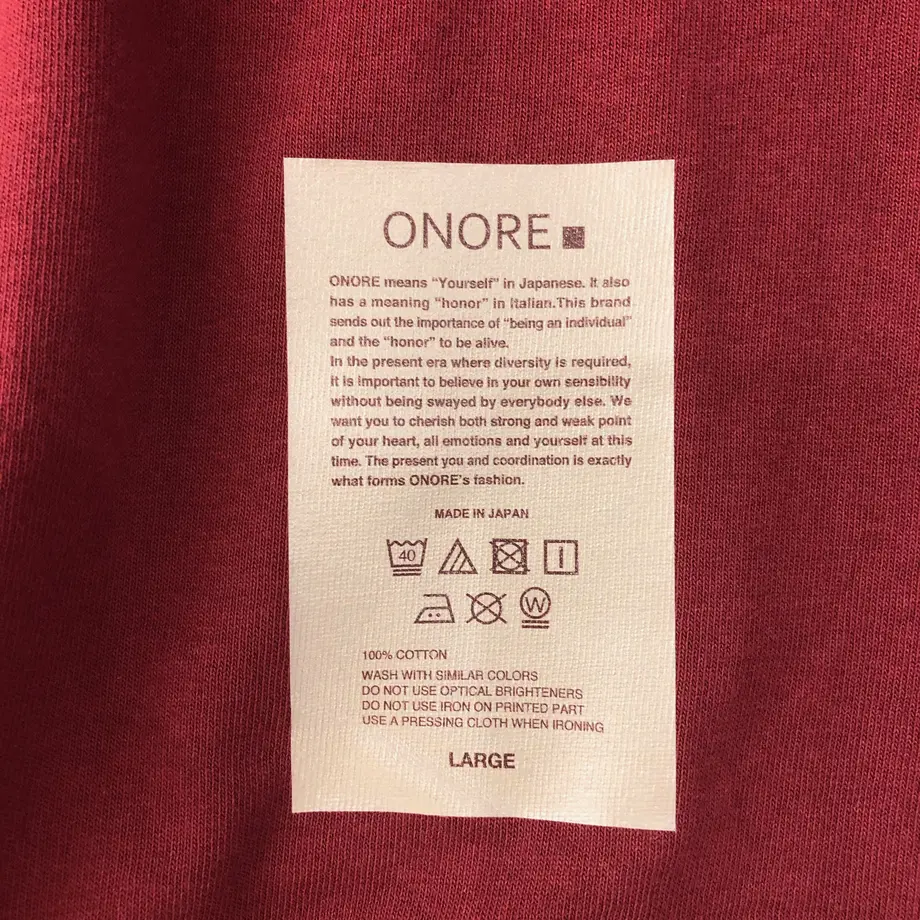 ONORE
ONORE means “Yourself” in Japanese. It also
has a meaning “honor” in Italian.This brand
sends out the importance of “being an individual”
and the “honor” to be alive.
In the present era where diversity is required,
it is important to believe in your own sensibility
without being swayed by everybody else. We
want you to cherish both strong and weak point
of your heart, all emotions and yourself at this
time. The present you and coordination is exactly
what forms ONORE's fashion.
MADE IN JAPAN
40
W
100% COTTON
WASH WITH SIMILAR COLORS
DO NOT USE OPTICAL BRIGHTENERS
DO NOT USE IRON ON PRINTED PART
USE A PRESSING CLOTH WHEN IRONING
LARGE